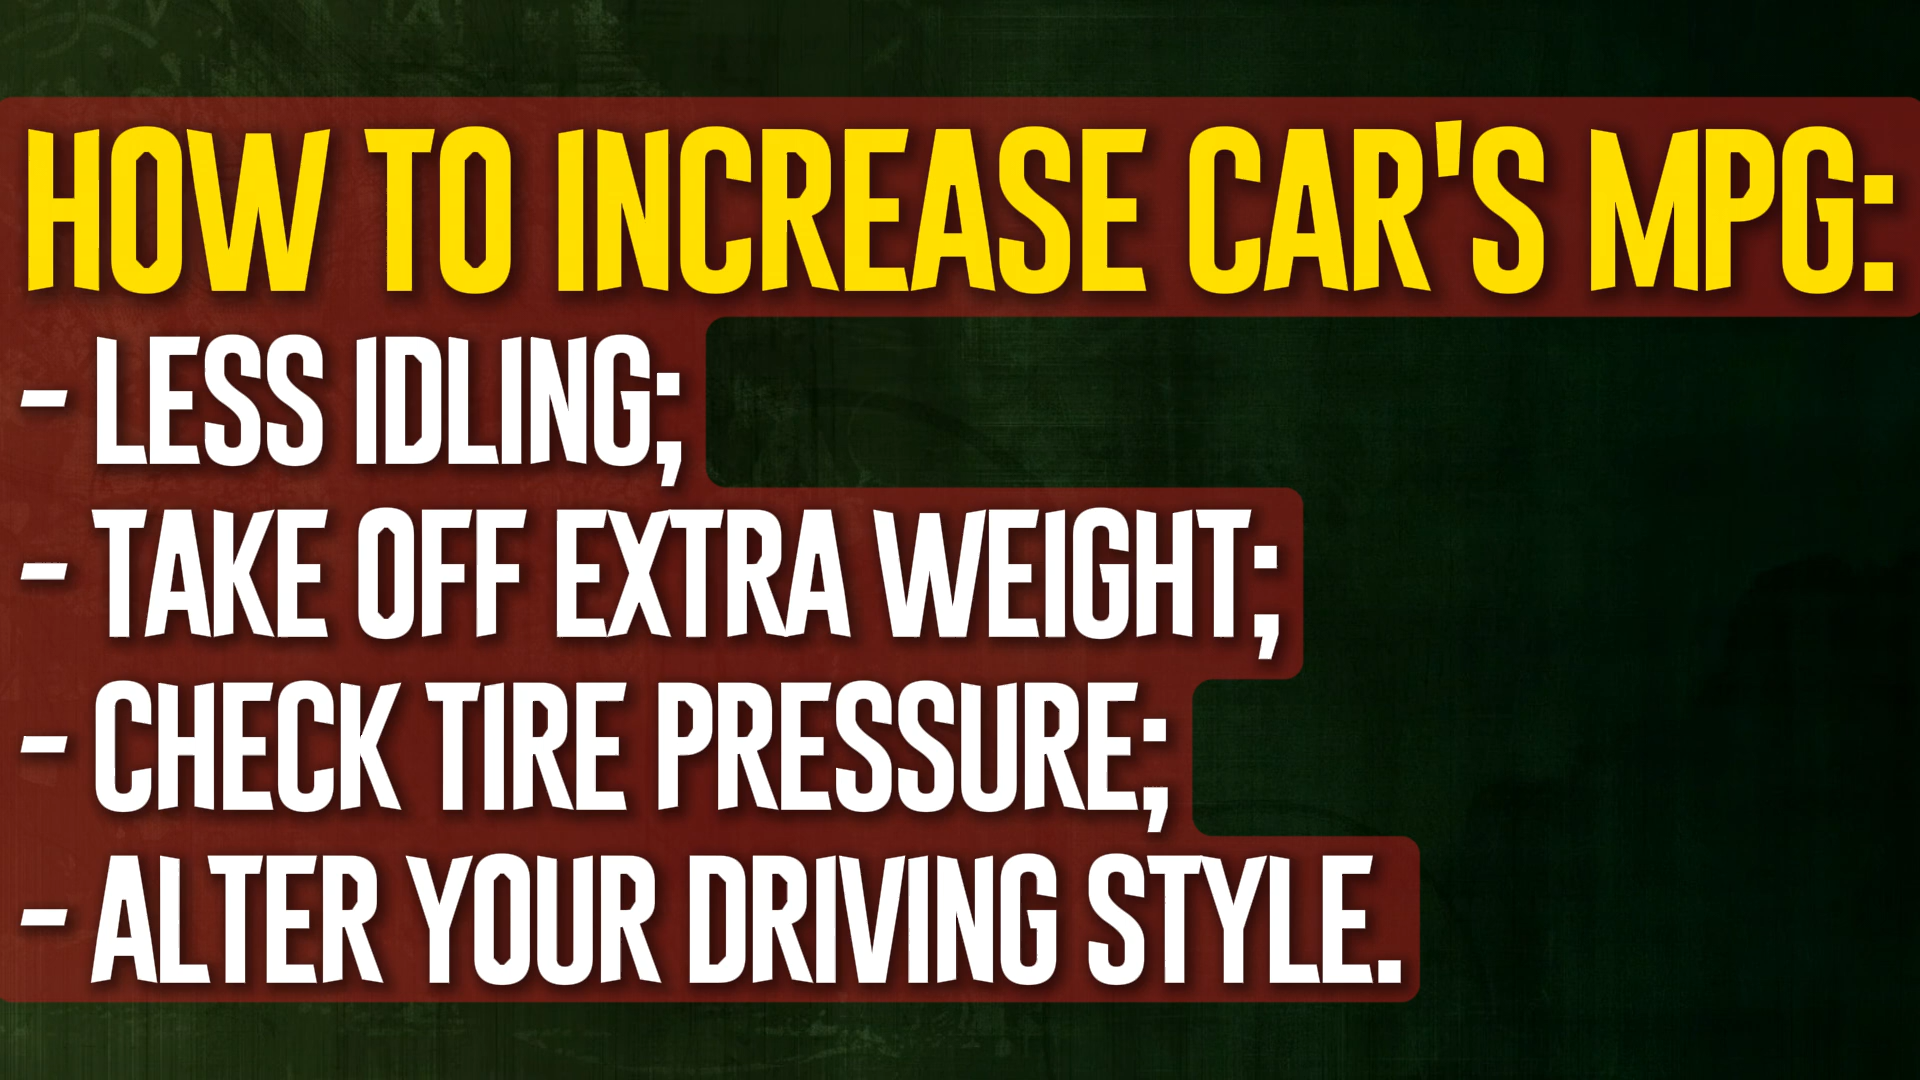 HOW TO INCREASE CAR'S MPG:
- LESS IDLING;
- TAKE OFF EXTRA WEIGHT;
- CHECK TIRE PRESSURE;
- ALTER YOUR DRIVING STYLE.